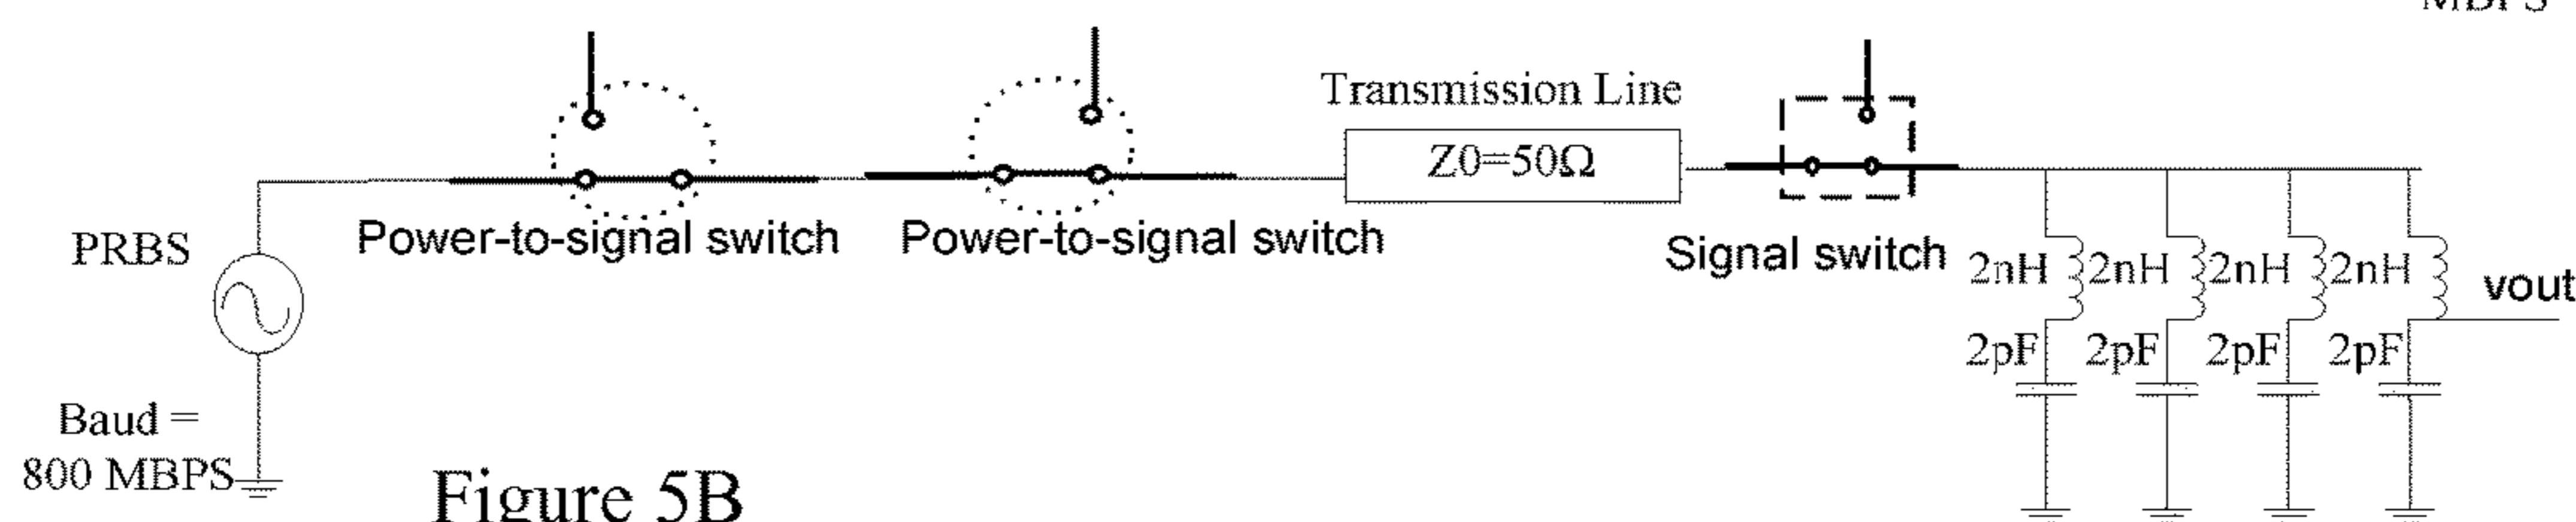 MBPS
Transmission Line
Z0=50Ω
Power-to-signal switch
Power-to-signal switch
Signal switch
PRBS
2nH 2nH 2nH 2nH
vout
2pF 2pF 2pF 2pF
Baud =
800 MBPS
Figure 5B